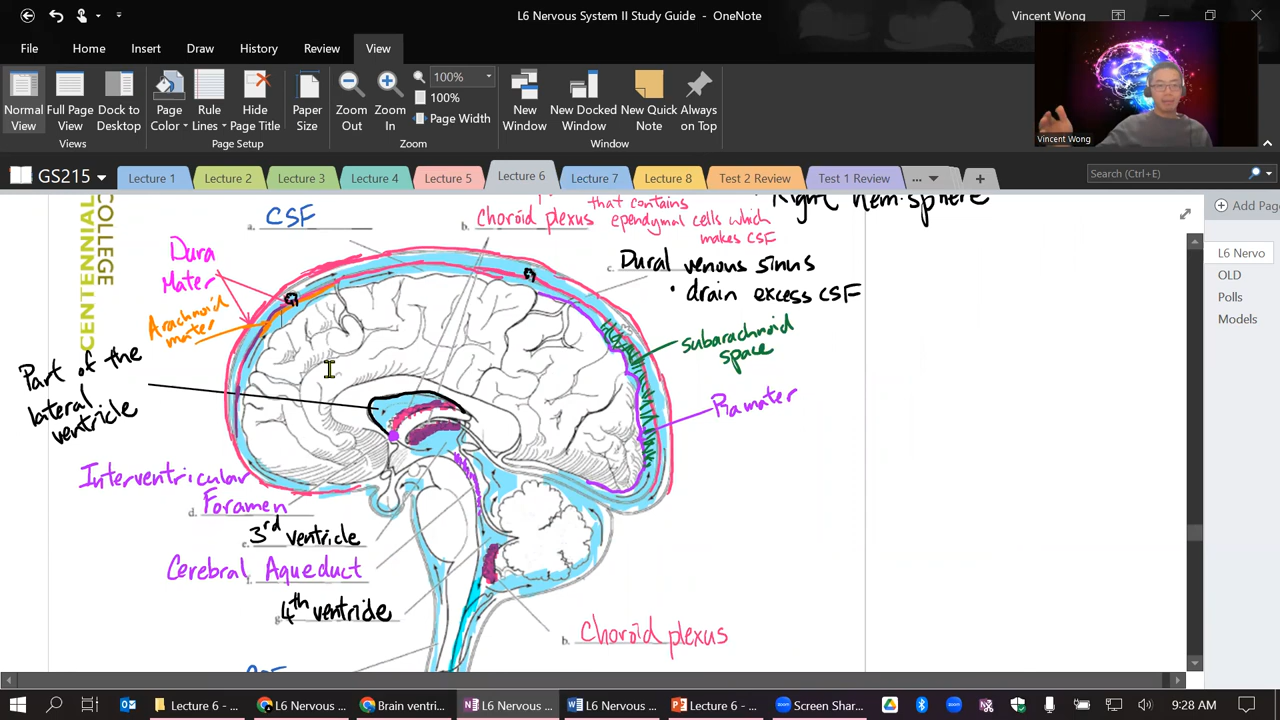 L6 Nervous System II Study Guide - OneNote
Vincent Wong
File
Home
Insert
Draw
History
Review
View
Normal View
Full Page View
Dock to Desktop
Views
Page Color
Rule Lines
Hide Page Title
Page Setup
Paper Size
Zoom Out
Zoom In
100%
100%
Page Width
Zoom
New Window
New Docked Window
New Quick Note
Always on Top
Window
Vincent Wong
GS215
Lecture 1
Lecture 2
Lecture 3
Lecture 4
Lecture 5
Lecture 6
Lecture 7
Lecture 8
Test 2 Review
Test 1 Review
...
Search (Ctrl+E)
Add Page
L6 Nervo
OLD
Polls
Models
CENTENNIAL
COLLEGE
Right hemisphere
a. CSF
b. Choroid plexus
that contains
ependymal cells which
makes CSF
c. Dural venous sinus
• drain excess CSF
Dura
Mater
Arachnoid
mater
subarachnoid
space
Pia mater
Part of the
lateral
ventricle
Interventricular
d. Foramen
e. 3rd ventricle
f. Cerebral Aqueduct
g. 4th ventricle
b. Choroid plexus
Lecture 6 - ...
L6 Nervous ...
Brain ventri...
L6 Nervous ...
L6 Nervous ...
Lecture 6 - ...
Screen Shar...
zoom
9:28 AM